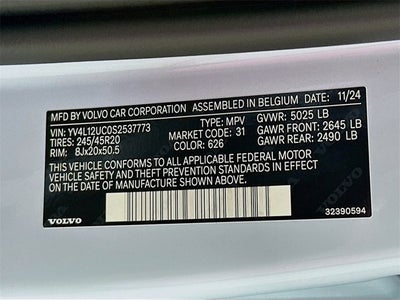 MFD BY VOLVO CAR CORPORATION ASSEMBLED IN BELGIUM 11/24
VIN: YV4L12UC0S2537773 TYPE: MPV GVWR: 5025 LB
TIRES: 245/45R20 MARKET CODE: 31 GAWR FRONT: 2645 LB
RIM: 8Jx20x50.5 COLOR: 626 GAWR REAR: 2490 LB
THIS VEHICLE CONFORMS TO ALL APPLICABLE FEDERAL MOTOR
VEHICLE SAFETY AND THEFT PREVENTION STANDARDS IN EFFECT
ON THE DATE OF MANUFACTURE SHOWN ABOVE.
VOLVO 32390594